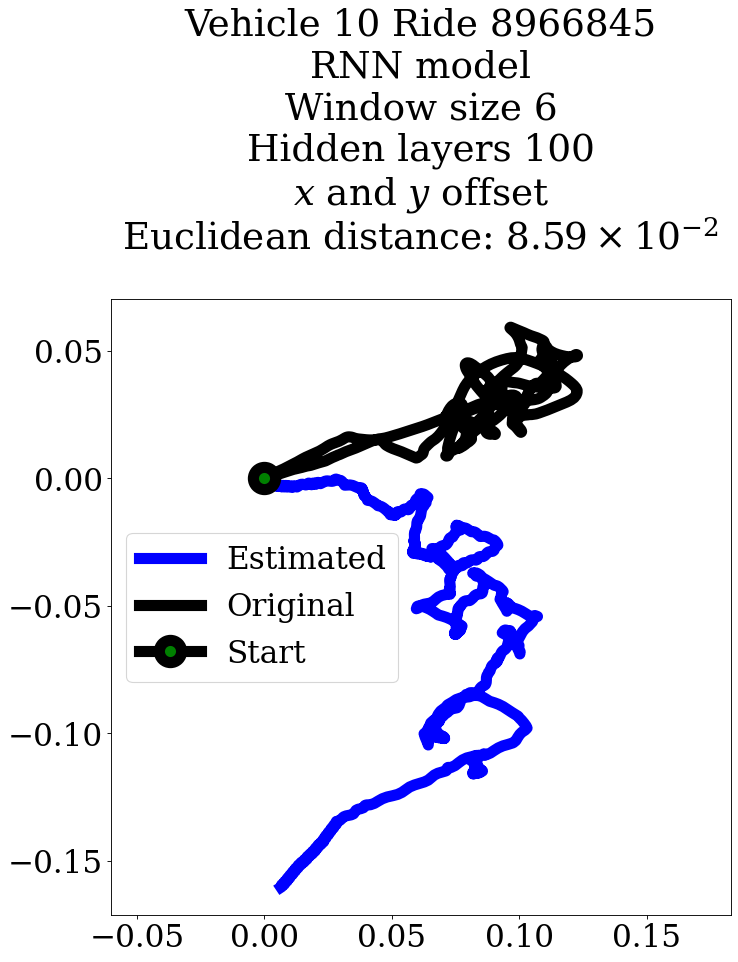 Vehicle 10 Ride 8966845
RNN model
Window size 6
Hidden layers 100
x and y offset
Euclidean distance: 8.59 × 10⁻²
0.05
0.00
−0.05
−0.10
−0.15
Estimated
Original
Start
−0.05 0.00 0.05 0.10 0.15